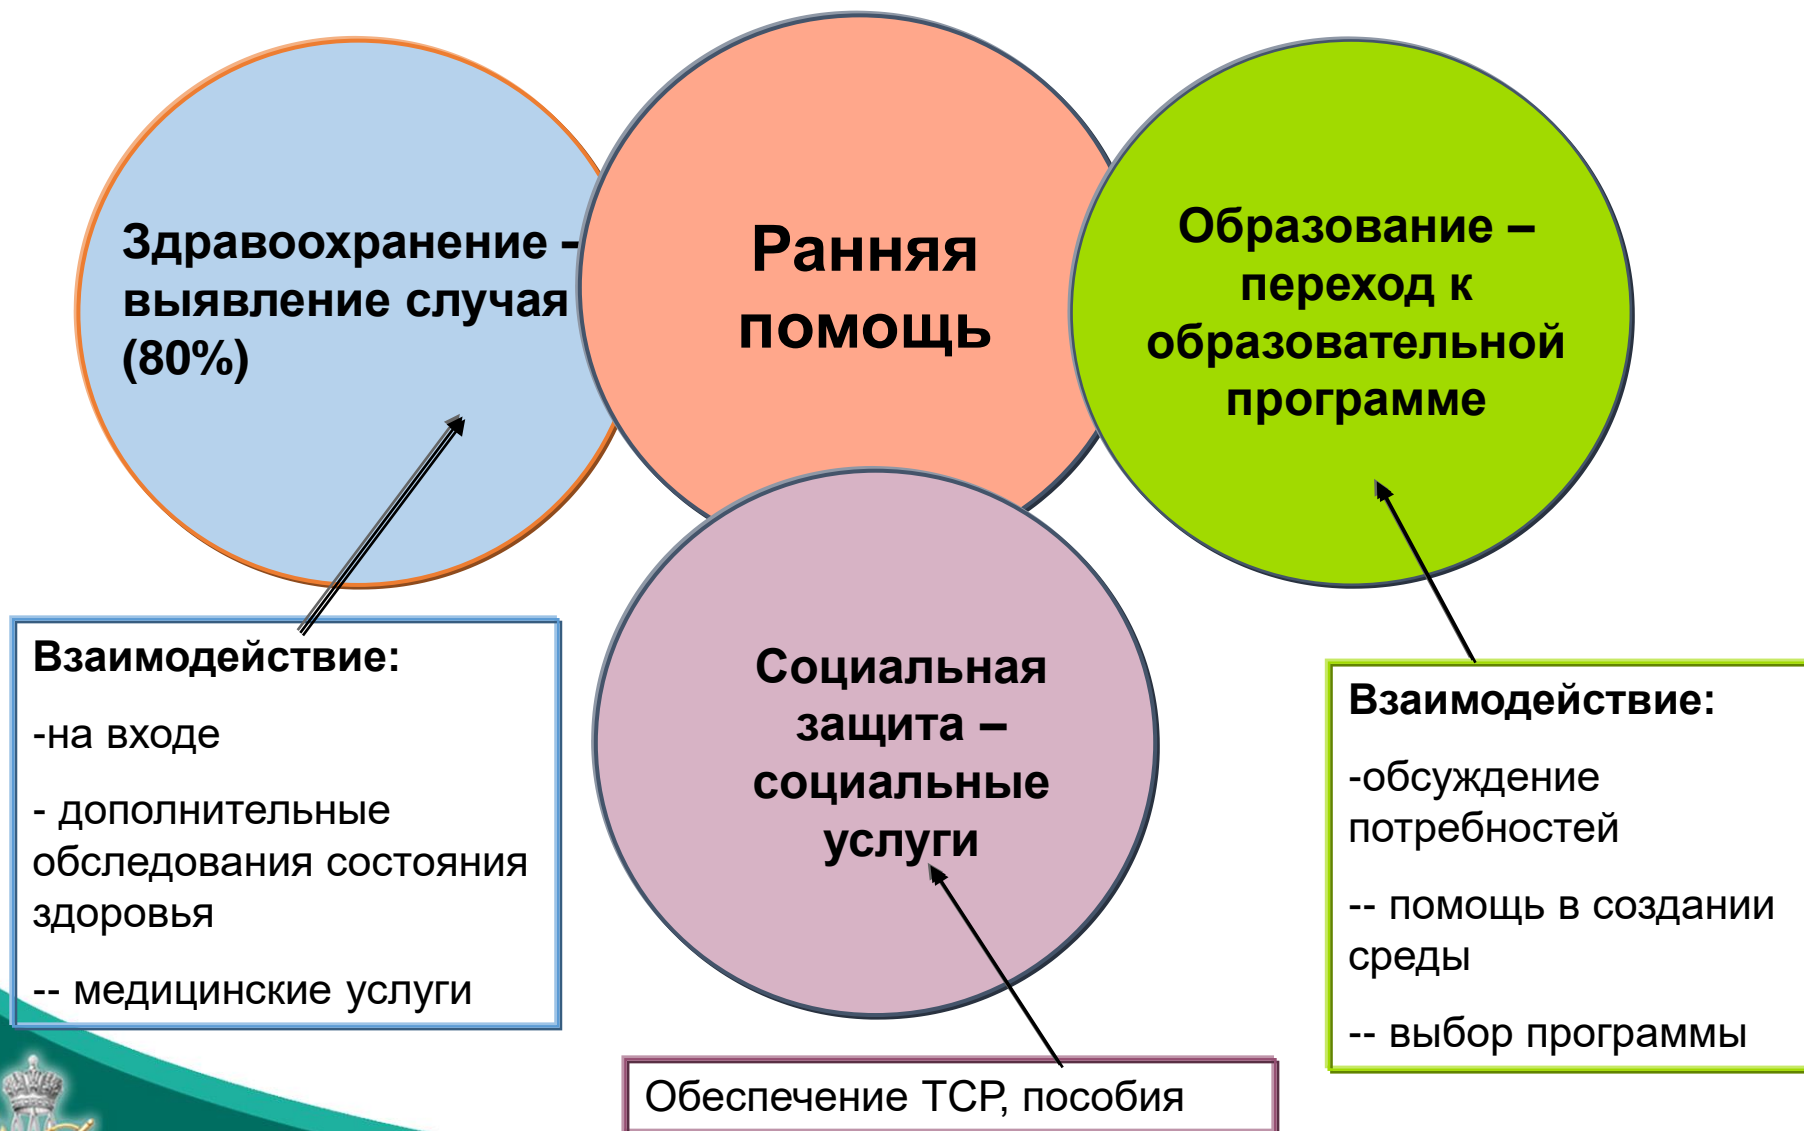 Здравоохранение –
выявление случая
(80%)
Ранняя
помощь
Образование –
переход к
образовательной
программе
Социальная
защита –
социальные
услуги
Взаимодействие:
-на входе
- дополнительные
обследования состояния
здоровья
-- медицинские услуги
Взаимодействие:
-обсуждение
потребностей
-- помощь в создании
среды
-- выбор программы
Обеспечение ТСР, пособия